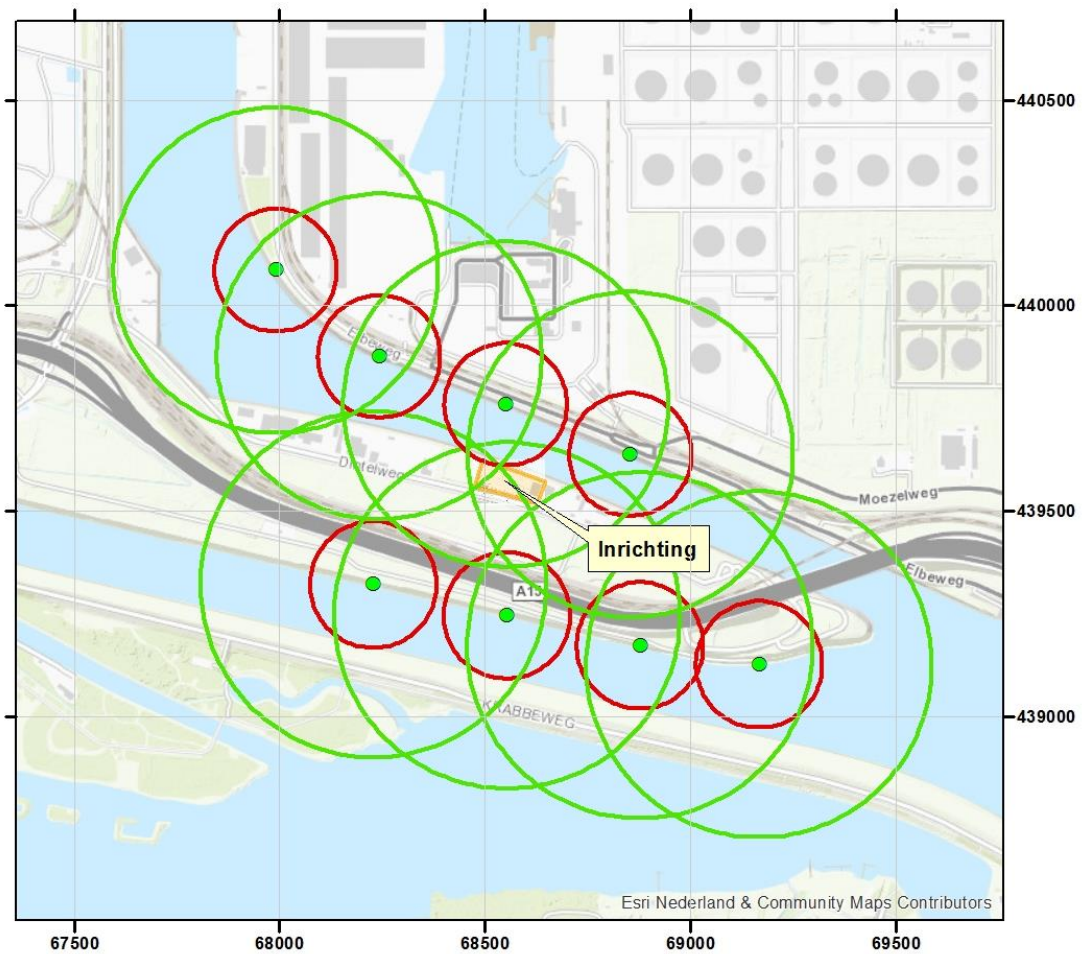 440500
440000
Elbeweg
Dintelweg
Moezelweg
439500
Inrichting
Elbeweg
A15
KRABBEWEG
439000
Esri Nederland & Community Maps Contributors
67500 68000 68500 69000 69500